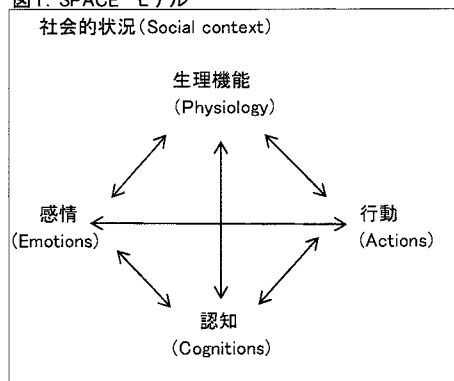 図1. SPACE モデル
社会的状況(Social context)
生理機能
(Physiology)
感情
(Emotions)
行動
(Actions)
認知
(Cognitions)